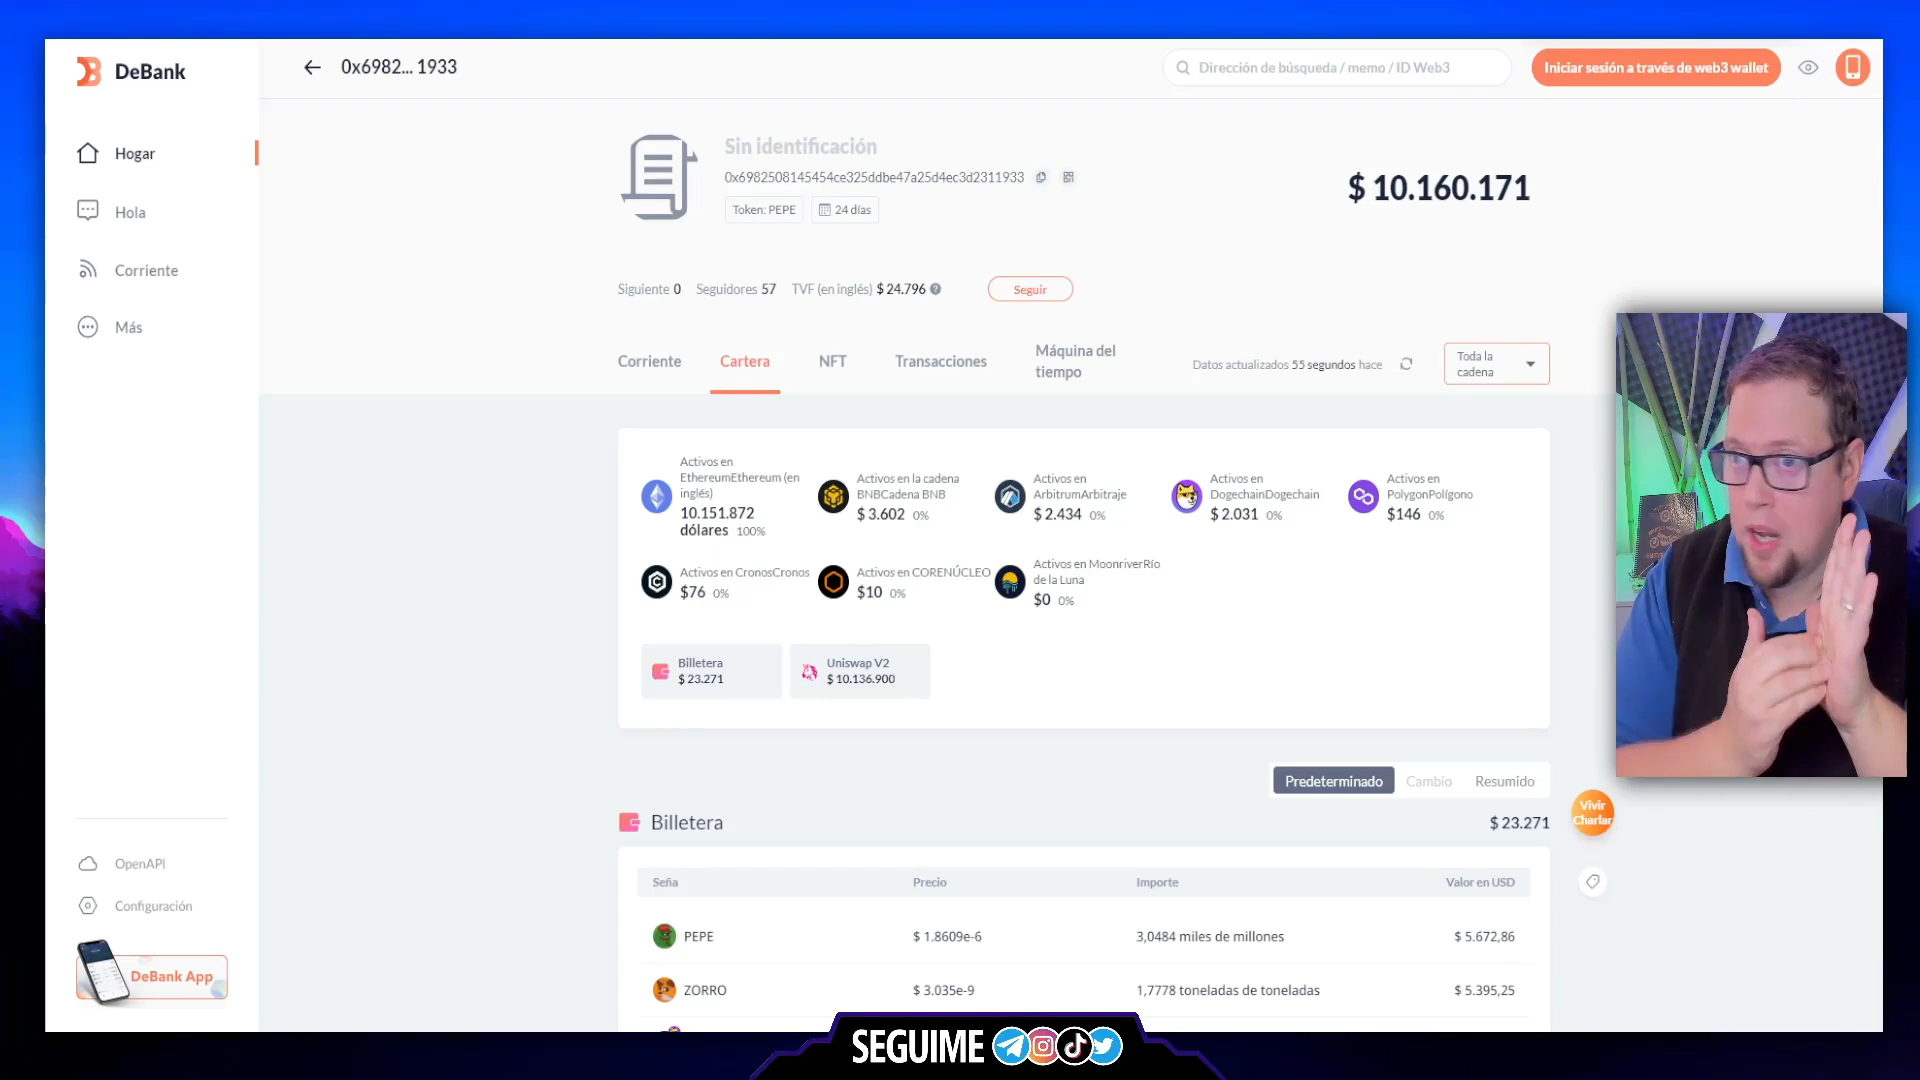 DeBank
0x6982... 1933
Dirección de búsqueda / memo / ID Web3
Iniciar sesión a través de web3 wallet
Hogar
Hola
Corriente
Más
Sin identificación
0x6982508145454ce325ddbe47a25d4ec3d2311933
Token: PEPE
24 días
$ 10.160.171
Siguiente 0
Seguidores 57
TVF (en inglés) $ 24.796
Seguir
Corriente
Cartera
NFT
Transacciones
Máquina del
tiempo
Datos actualizados 55 segundos hace
Toda la
cadena
Activos en
EthereumEthereum (en
inglés)
10.151.872
dólares 100%
Activos en la cadena
BNBCadena BNB
$ 3.602 0%
Activos en
ArbitrumArbitraje
$ 2.434 0%
Activos en
DogechainDogechain
$ 2.031 0%
Activos en
PolygonPolígono
$146 0%
Activos en CronosCronos
$76 0%
Activos en CORENÚCLEO
$10 0%
Activos en MoonriverRío
de la Luna
$0 0%
Billetera
$ 23.271
Uniswap V2
$ 10.136.900
Predeterminado
Cambio
Resumido
Billetera
$ 23.271
Vivir
Charlar
Seña
Precio
Importe
Valor en USD
PEPE
$ 1.8609e-6
3,0484 miles de millones
$ 5.672,86
ZORRO
$ 3.035e-9
1,7778 toneladas de toneladas
$ 5.395,25
OpenAPI
Configuración
DeBank App
SEGUIME